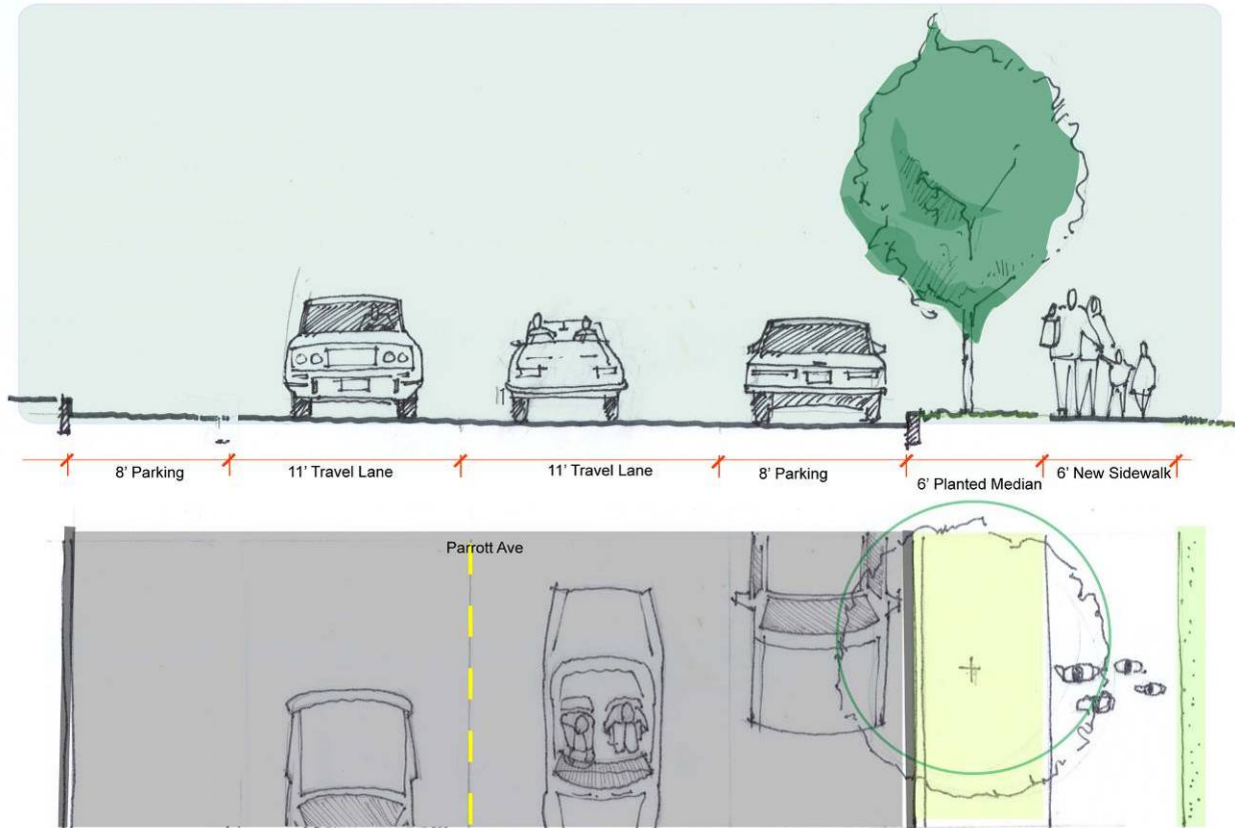 8' Parking
11' Travel Lane
11' Travel Lane
8' Parking
6' Planted Median
6' New Sidewalk
Parrott Ave